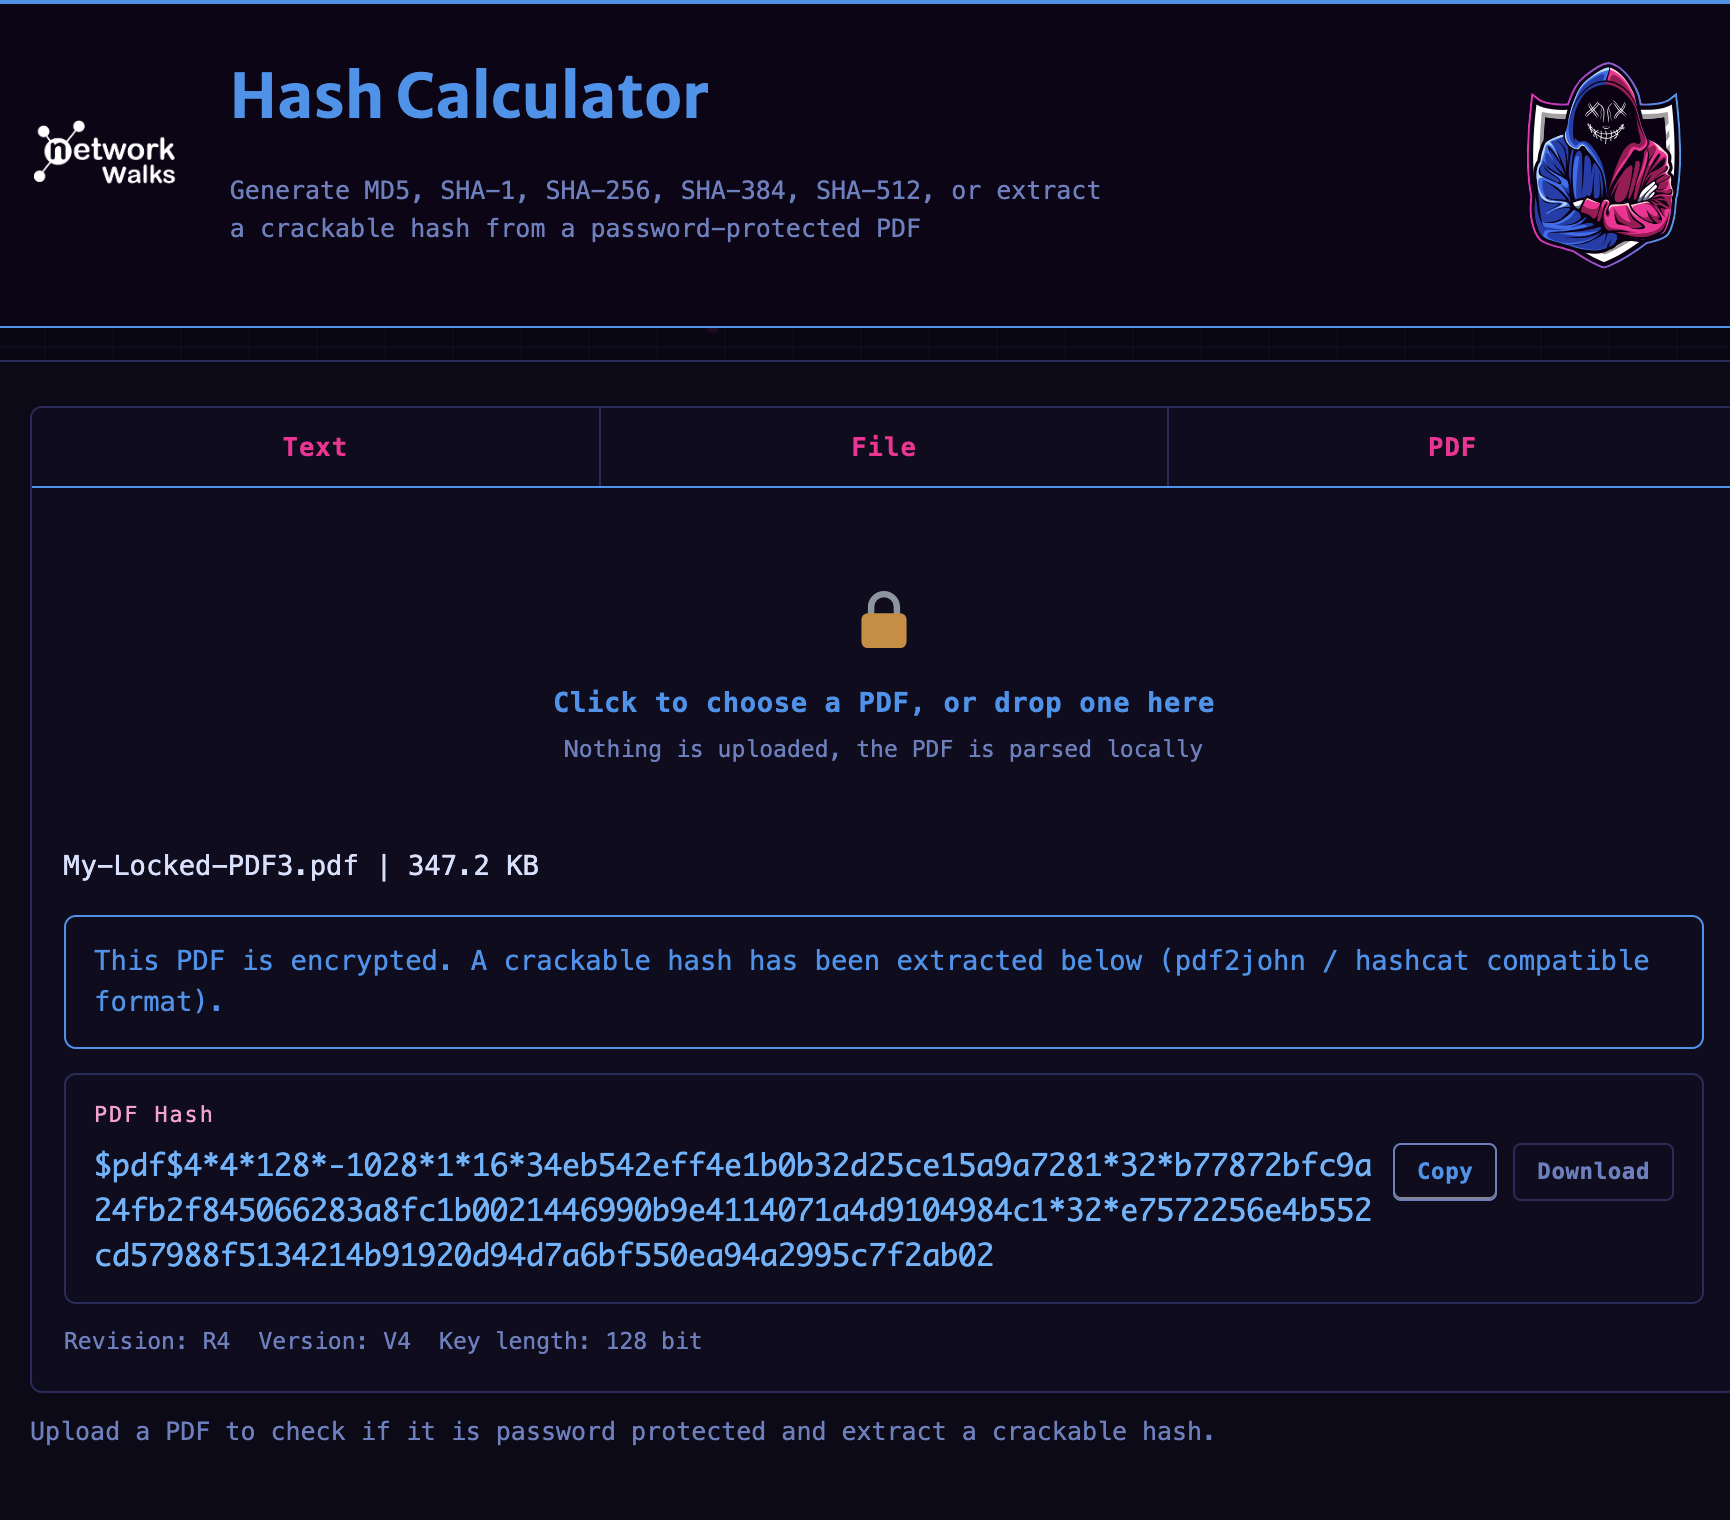 network
Walks
Hash Calculator
Generate MD5, SHA-1, SHA-256, SHA-384, SHA-512, or extract
a crackable hash from a password-protected PDF
Text
File
PDF
Click to choose a PDF, or drop one here
Nothing is uploaded, the PDF is parsed locally
My-Locked-PDF3.pdf | 347.2 KB
This PDF is encrypted. A crackable hash has been extracted below (pdf2john / hashcat compatible
format).
PDF Hash
$pdf$4*4*128*-1028*1*16*34eb542eff4e1b0b32d25ce15a9a7281*32*b77872bfc9a
24fb2f845066283a8fc1b0021446990b9e4114071a4d9104984c1*32*e7572256e4b552
cd57988f5134214b91920d94d7a6bf550ea94a2995c7f2ab02
Copy
Download
Revision: R4 Version: V4 Key length: 128 bit
Upload a PDF to check if it is password protected and extract a crackable hash.